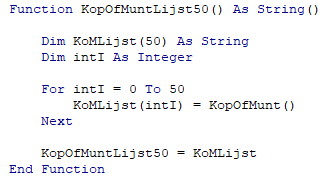 Function KopOfMuntLijst50() As String()
Dim KoMLijst(50) As String
Dim intI As Integer
For intI = 0 To 50
KoMLijst(intI) = KopOfMunt()
Next
KopOfMuntLijst50 = KoMLijst
End Function